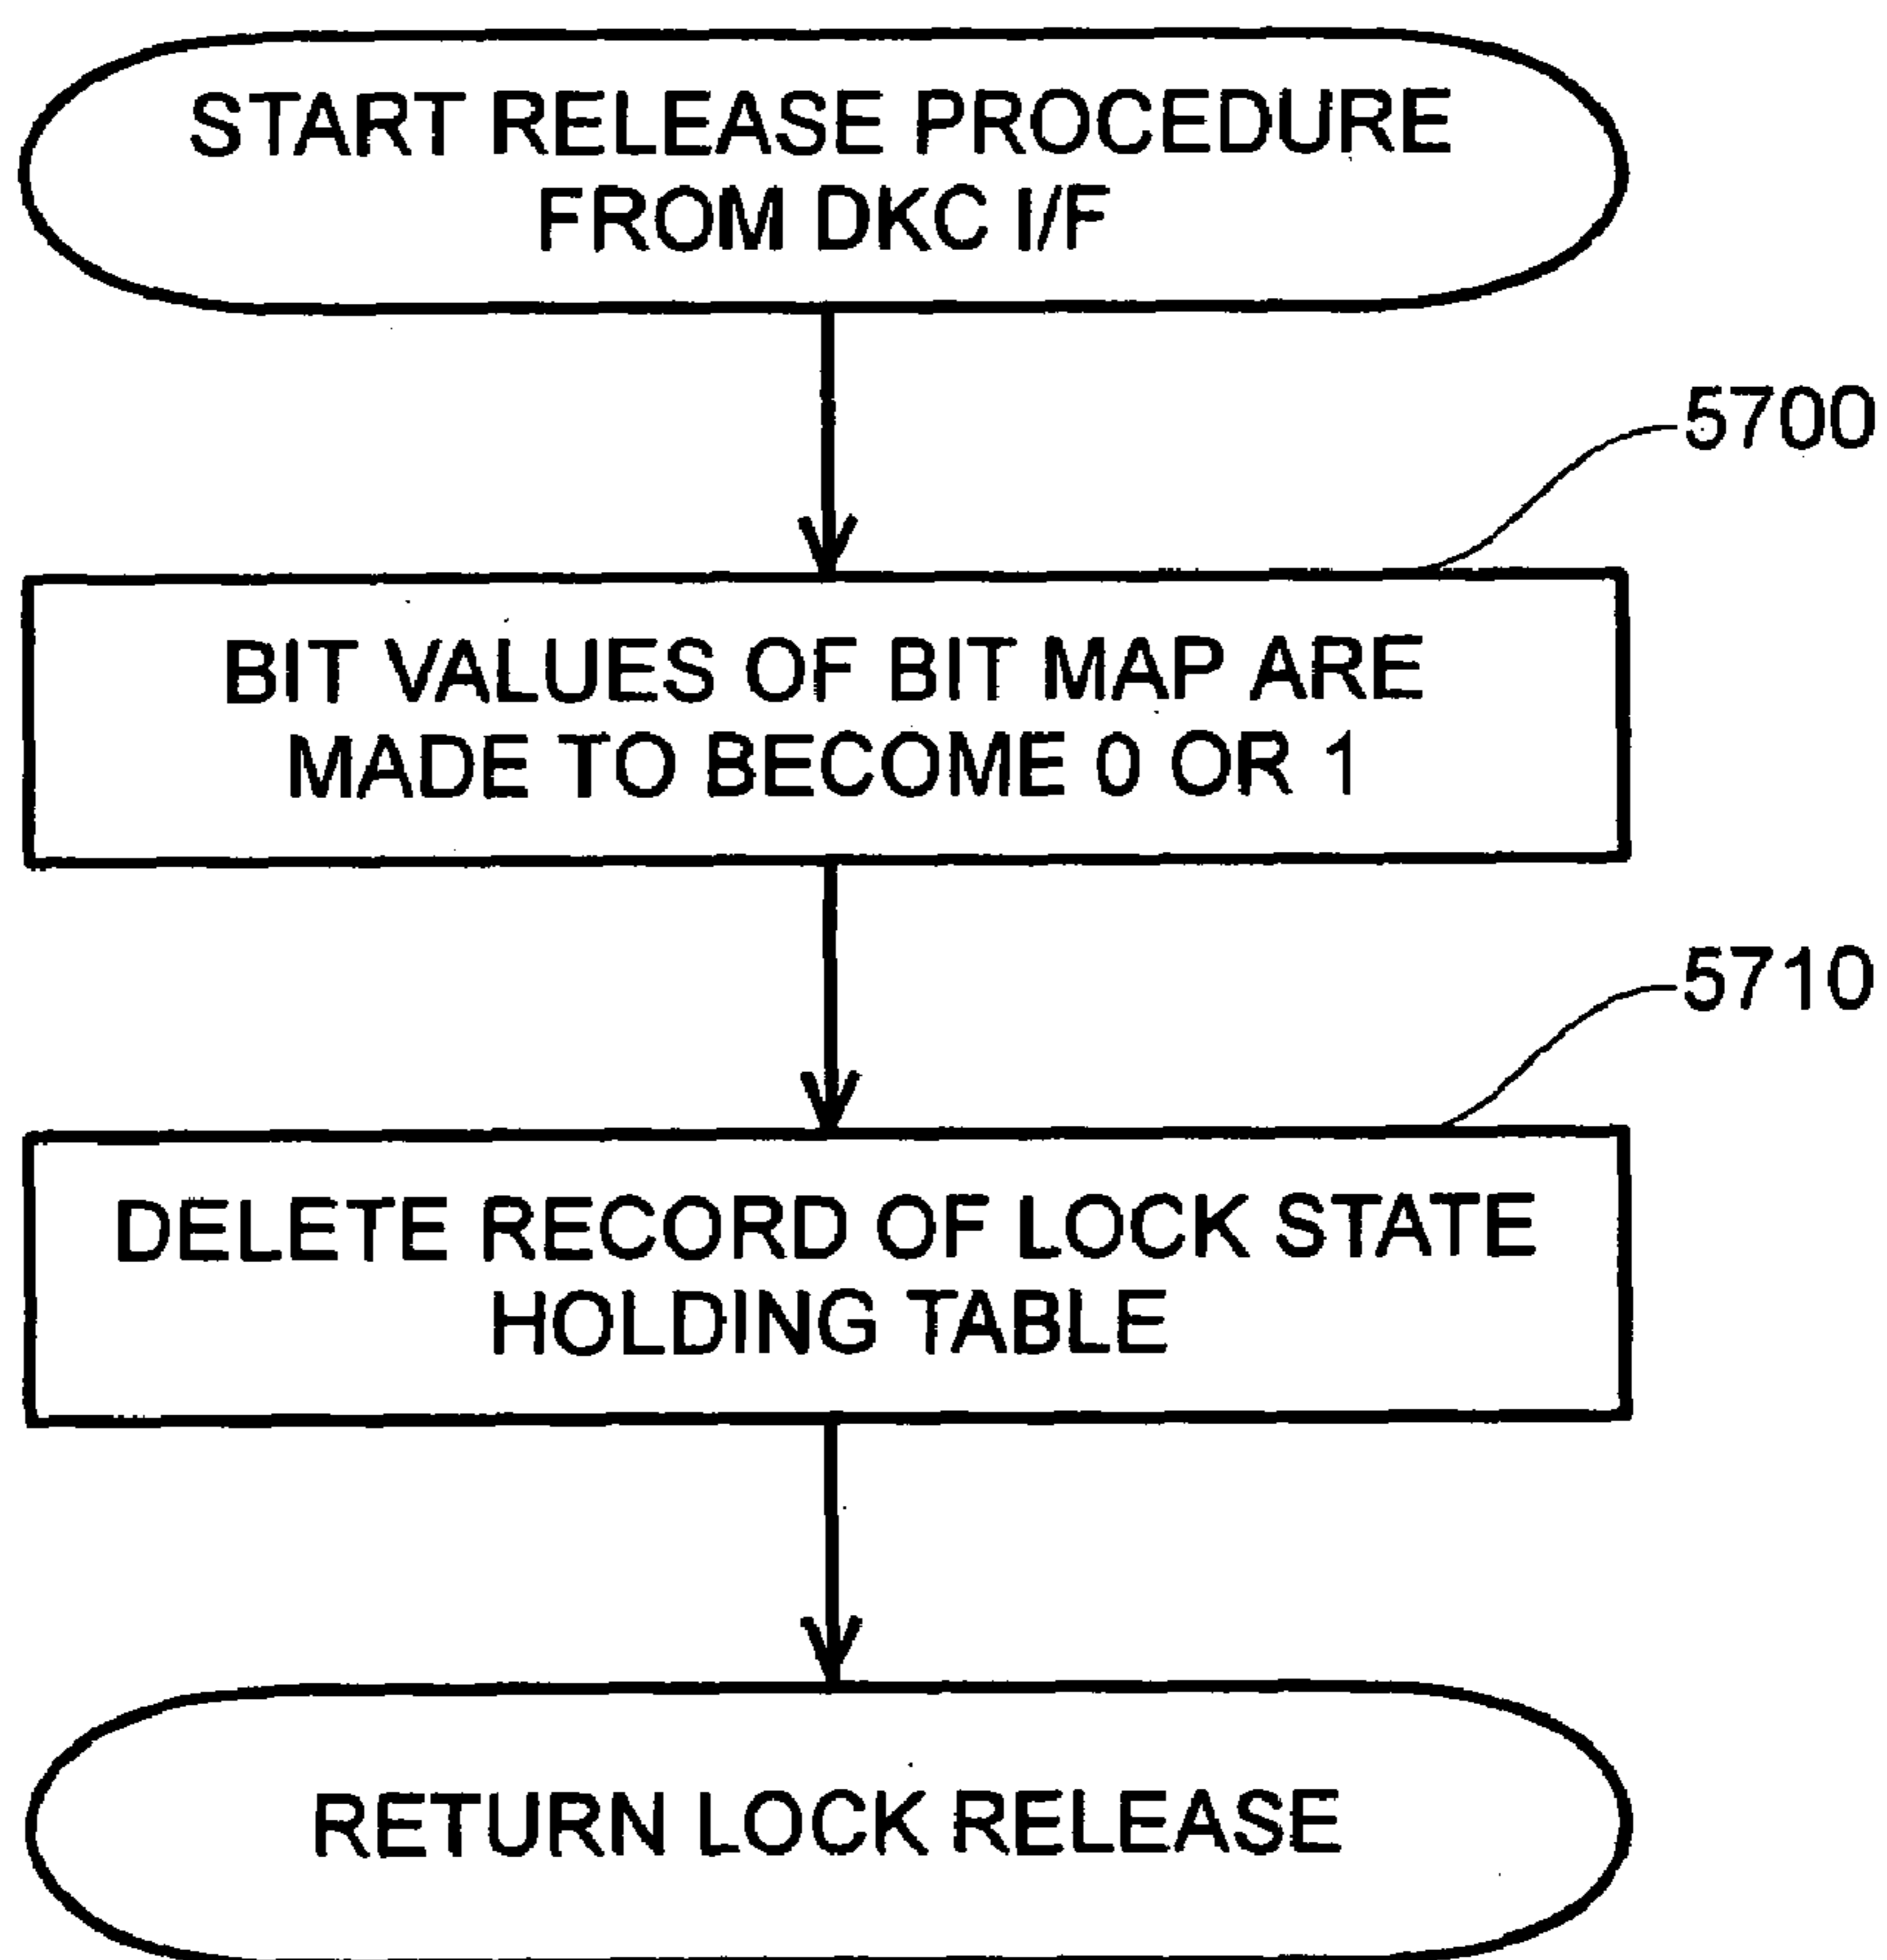 START RELEASE PROCEDURE
FROM DKC I/F
5700
BIT VALUES OF BIT MAP ARE
MADE TO BECOME 0 OR 1
5710
DELETE RECORD OF LOCK STATE
HOLDING TABLE
RETURN LOCK RELEASE